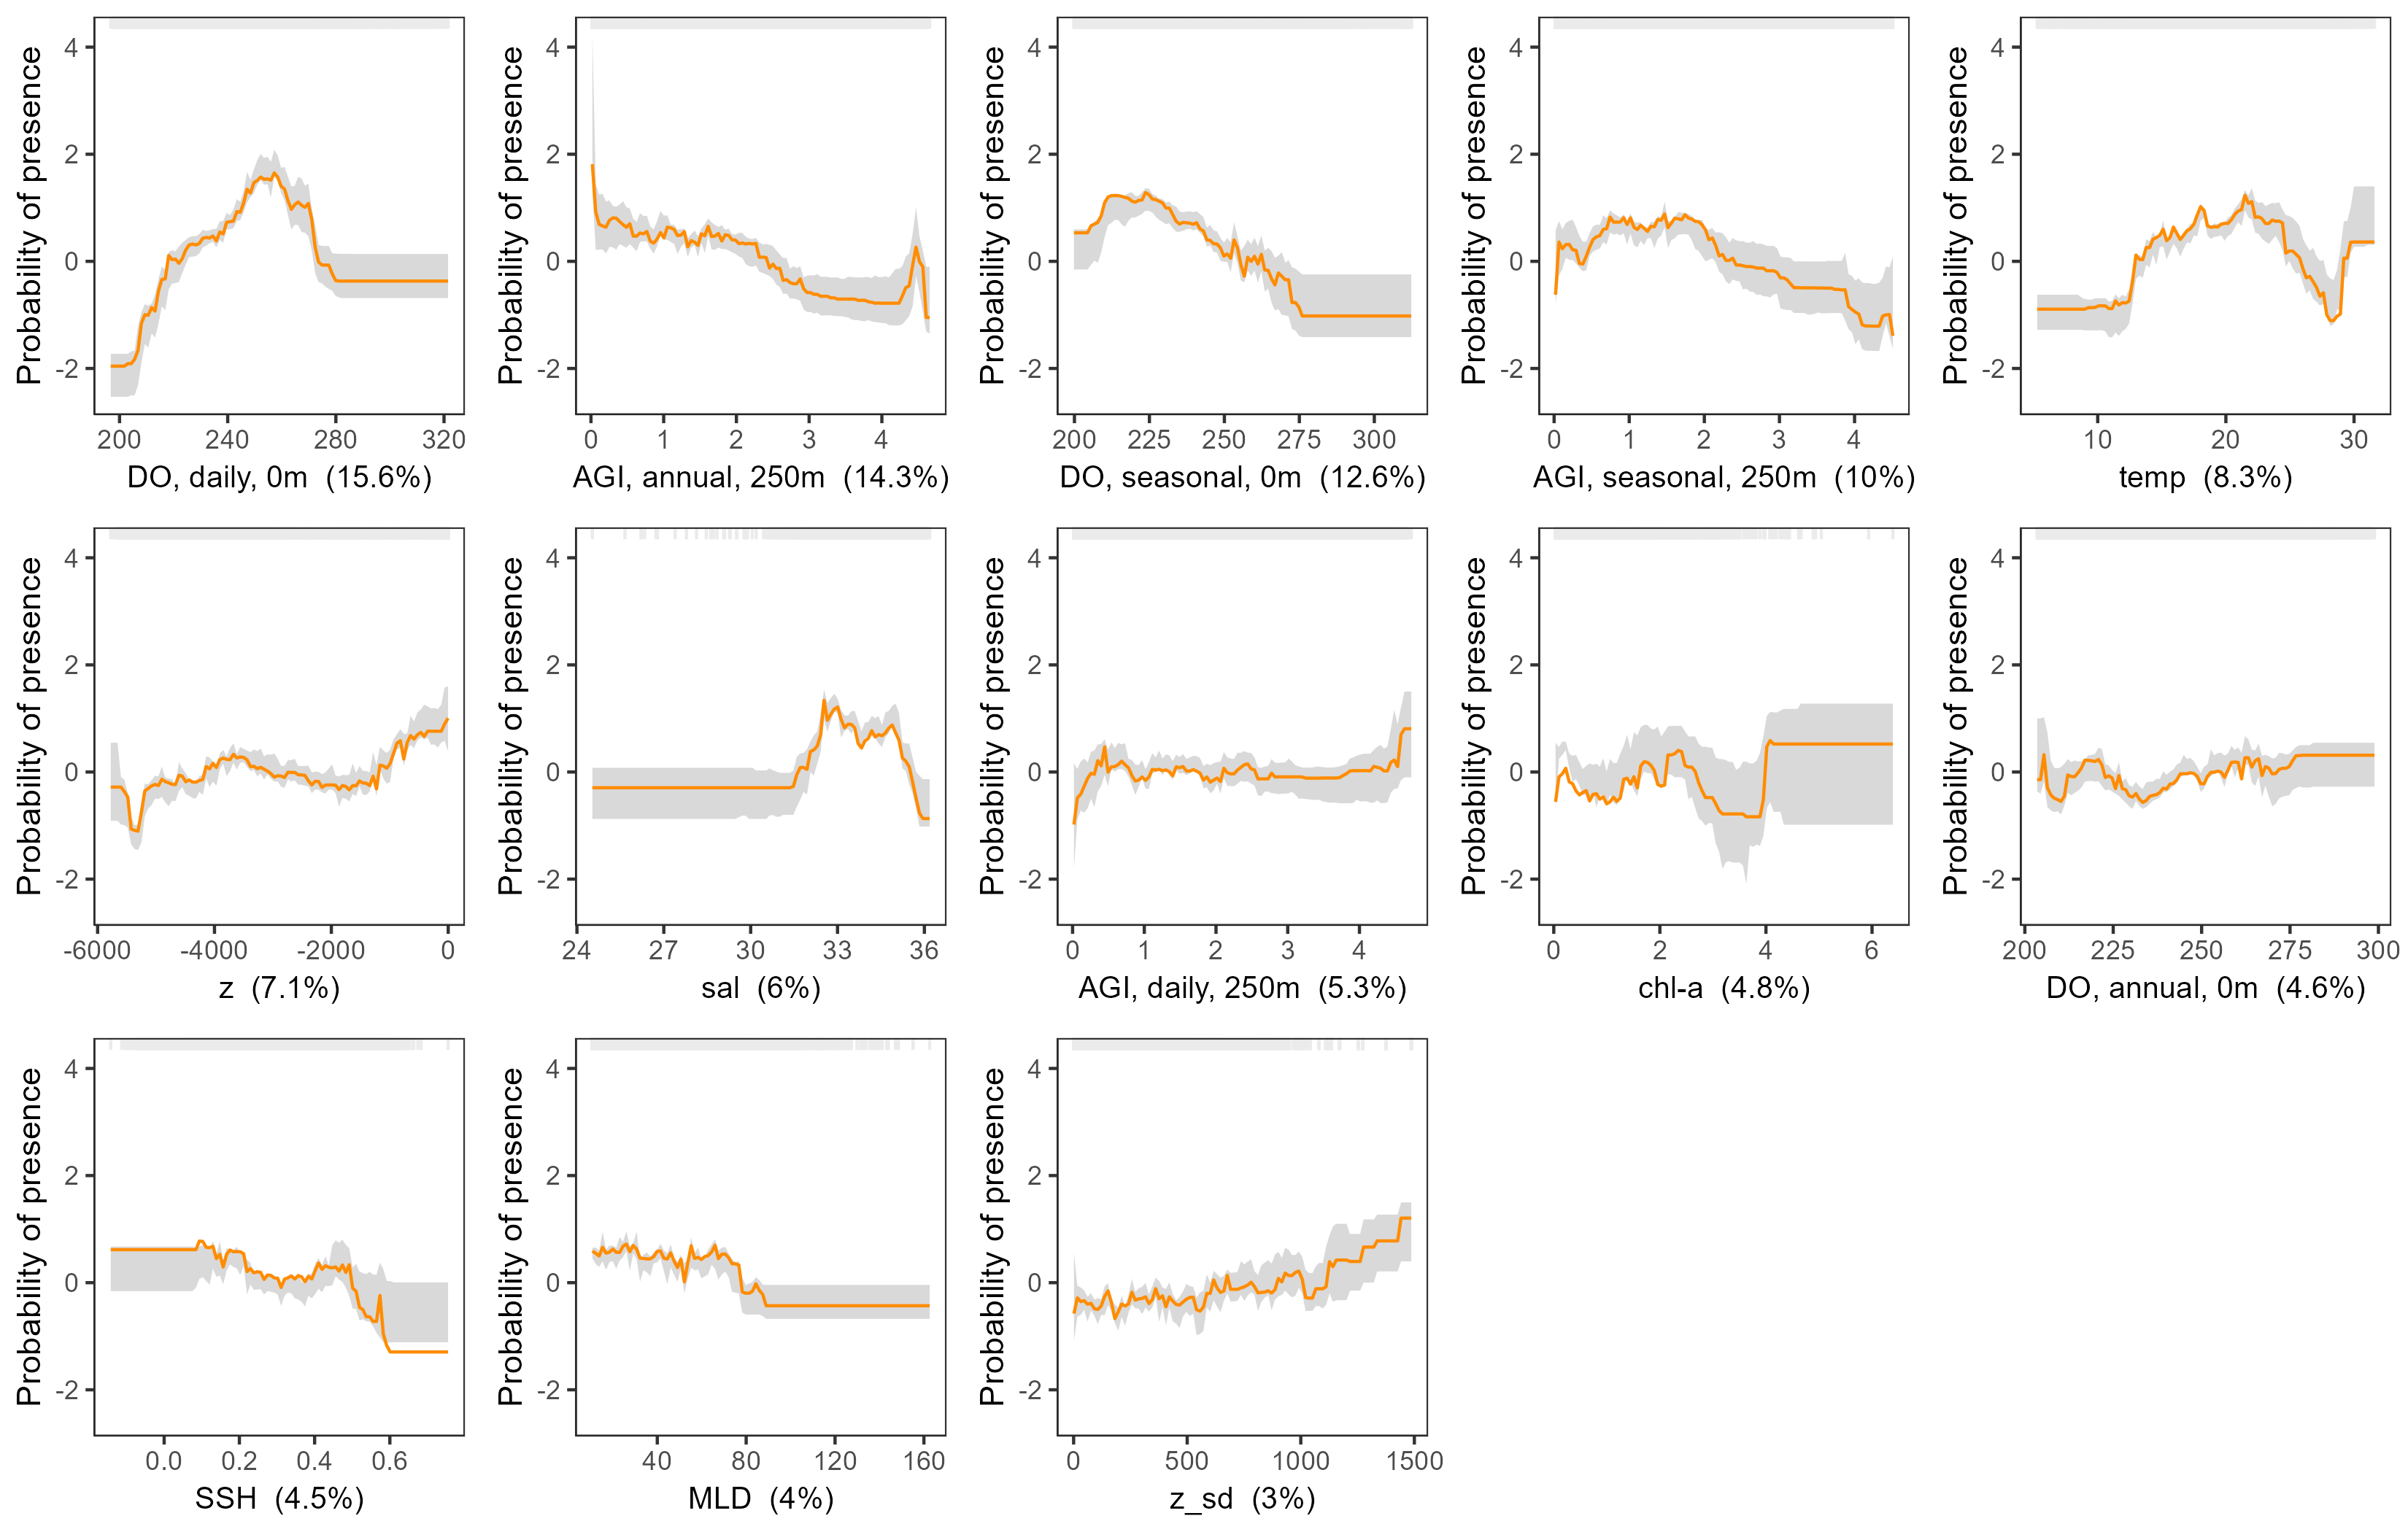 Probability of presence
4
2
0
-2
200 240 280 320
DO, daily, 0m (15.6%)
Probability of presence
4
2
0
-2
0 1 2 3 4
AGI, annual, 250m (14.3%)
Probability of presence
4
2
0
-2
200 225 250 275 300
DO, seasonal, 0m (12.6%)
Probability of presence
4
2
0
-2
0 1 2 3 4
AGI, seasonal, 250m (10%)
Probability of presence
4
2
0
-2
10 20 30
temp (8.3%)
Probability of presence
4
2
0
-2
-6000 -4000 -2000 0
z (7.1%)
Probability of presence
4
2
0
-2
24 27 30 33 36
sal (6%)
Probability of presence
4
2
0
-2
0 1 2 3 4
AGI, daily, 250m (5.3%)
Probability of presence
4
2
0
-2
0 2 4 6
chl-a (4.8%)
Probability of presence
4
2
0
-2
200 225 250 275 300
DO, annual, 0m (4.6%)
Probability of presence
4
2
0
-2
0.0 0.2 0.4 0.6
SSH (4.5%)
Probability of presence
4
2
0
-2
40 80 120 160
MLD (4%)
Probability of presence
4
2
0
-2
0 500 1000 1500
z_sd (3%)